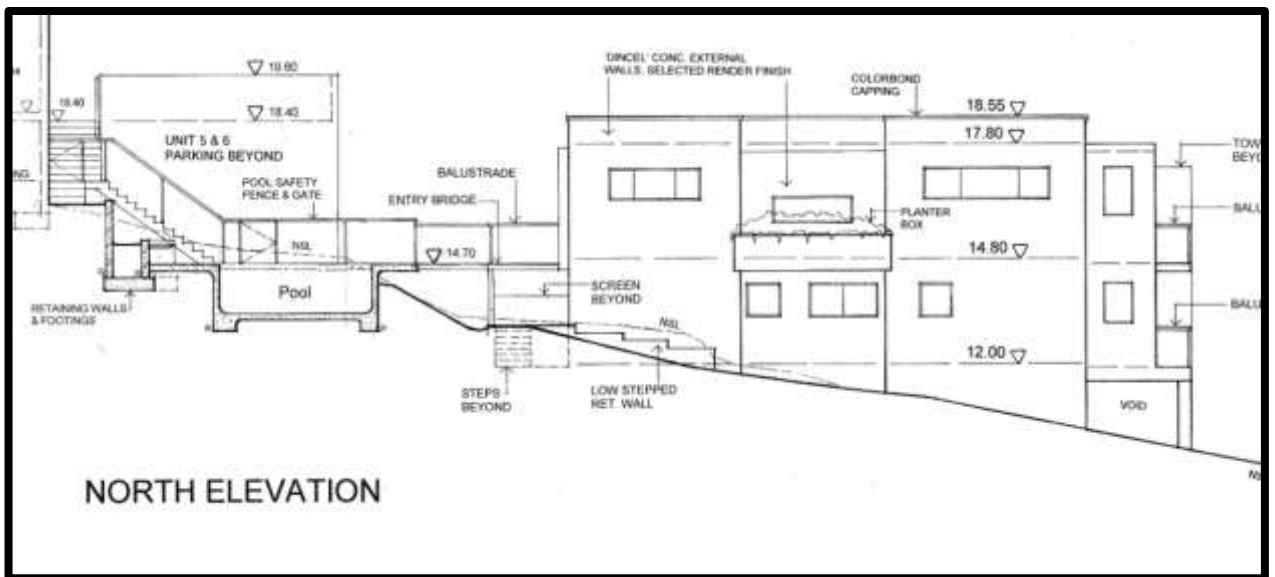 'DINCEL' CONC. EXTERNAL
WALLS. SELECTED RENDER FINISH
19.60
COLORBOND
CAPPING
18.40
18.40
18.55
17.80
UNIT 5 & 6
PARKING BEYOND
POOL SAFETY
FENCE & GATE
BALUSTRADE
ENTRY BRIDGE
PLANTER
BOX
NSL
14.70
14.80
Pool
SCREEN
BEYOND
RETAINING WALLS
& FOOTINGS
NSL
12.00
STEPS
BEYOND
LOW STEPPED
RET. WALL
VOID
NORTH ELEVATION